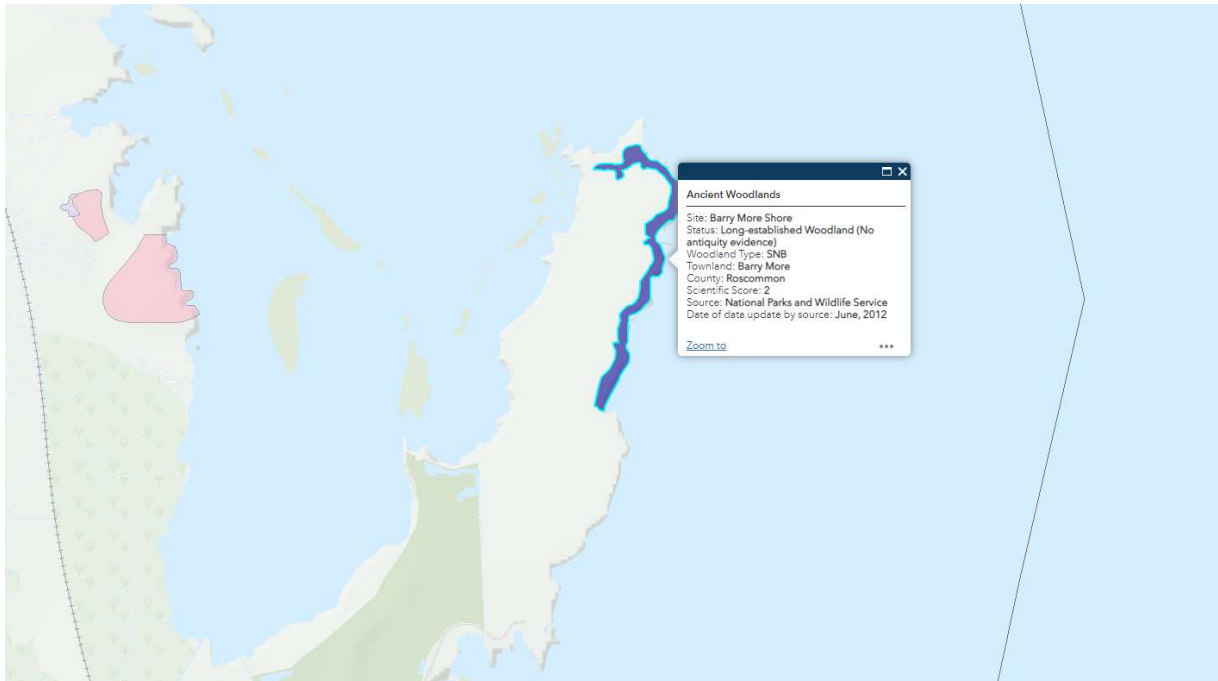 Ancient Woodlands
Site: Barry More Shore
Status: Long-established Woodland (No
antiquity evidence)
Woodland Type: SNB
Townland: Barry More
County: Roscommon
Scientific Score: 2
Source: National Parks and Wildlife Service
Date of data update by source: June, 2012
Zoom to